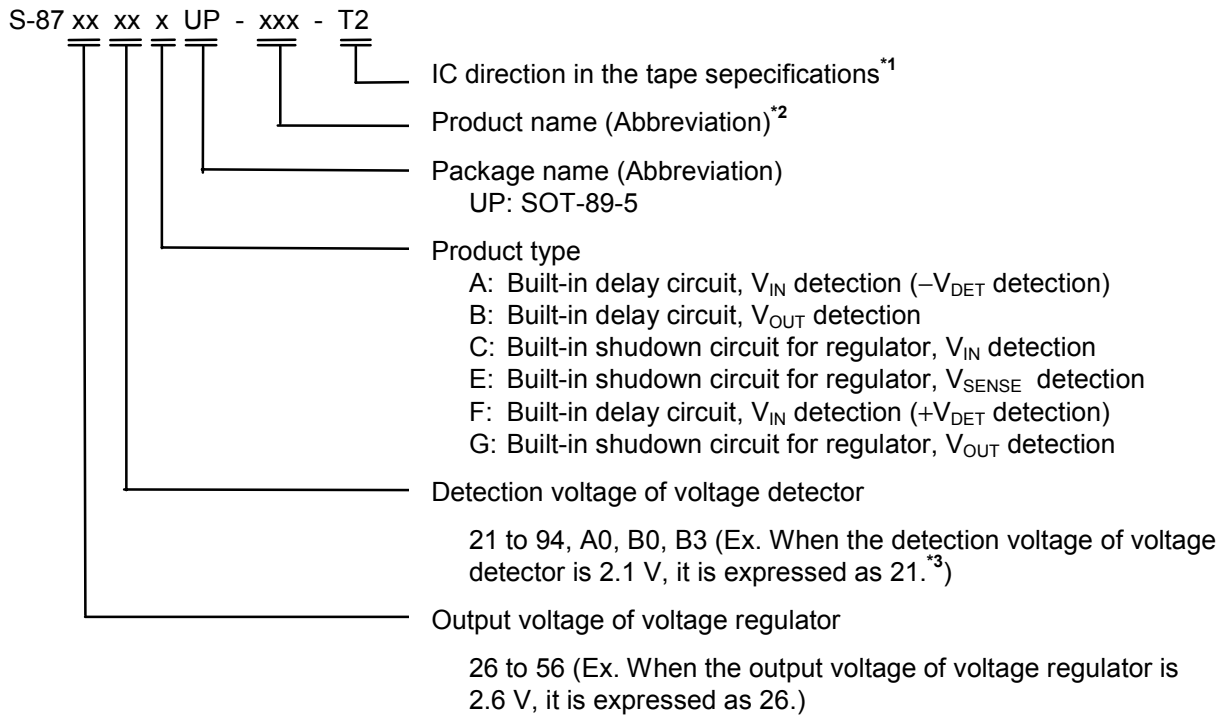 S-87 xx xx x UP - xxx - T2
IC direction in the tape sepecifications*1
Product name (Abbreviation)*2
Package name (Abbreviation)
UP: SOT-89-5
Product type
A: Built-in delay circuit, VIN detection (−VDET detection)
B: Built-in delay circuit, VOUT detection
C: Built-in shudown circuit for regulator, VIN detection
E: Built-in shudown circuit for regulator, VSENSE detection
F: Built-in delay circuit, VIN detection (+VDET detection)
G: Built-in shudown circuit for regulator, VOUT detection
Detection voltage of voltage detector
21 to 94, A0, B0, B3 (Ex. When the detection voltage of voltage
detector is 2.1 V, it is expressed as 21.*3)
Output voltage of voltage regulator
26 to 56 (Ex. When the output voltage of voltage regulator is
2.6 V, it is expressed as 26.)